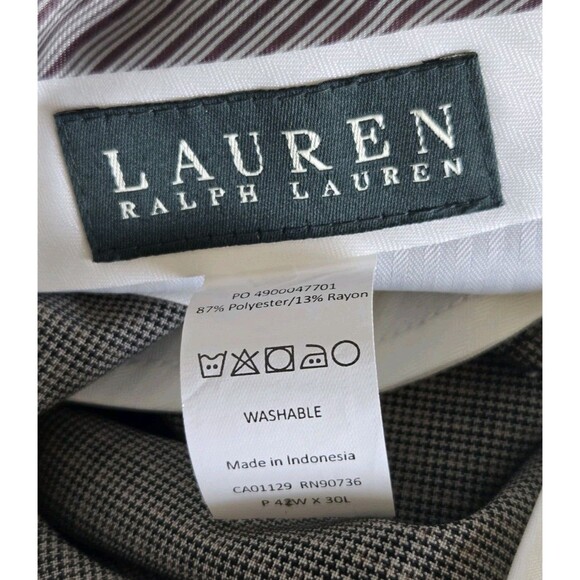 LAUREN
RALPH LAUREN
PO 4900047701
87% Polyester/13% Rayon
WASHABLE
Made in Indonesia
CA01129 RN90736
P 42W X 30L